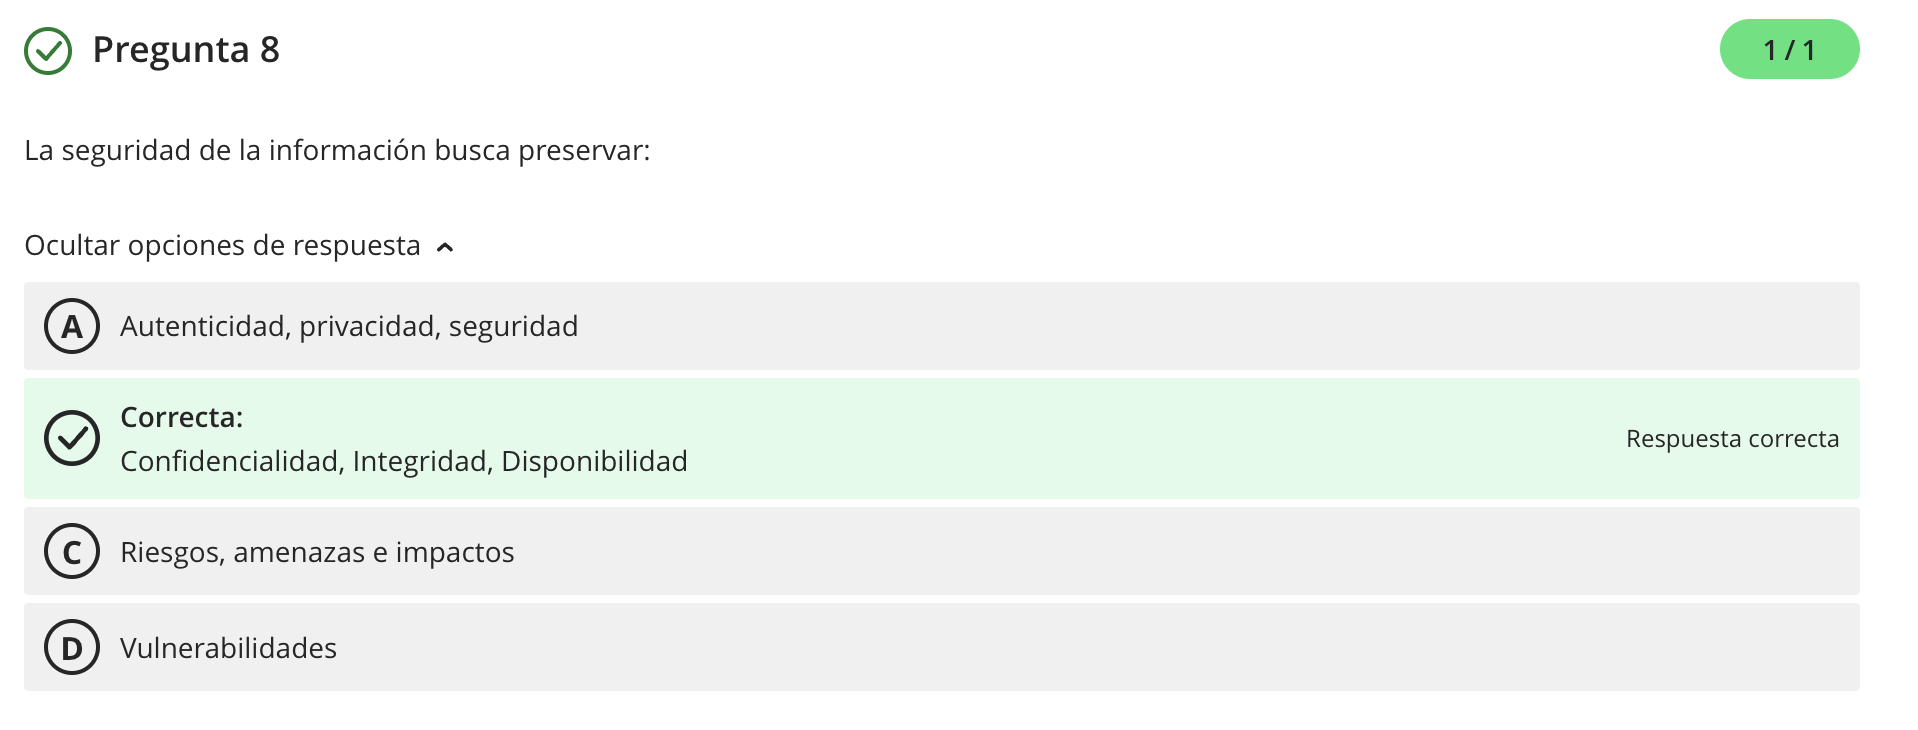 Pregunta 8
1 / 1
La seguridad de la información busca preservar:
Ocultar opciones de respuesta
A Autenticidad, privacidad, seguridad
Correcta:
Confidencialidad, Integridad, Disponibilidad
Respuesta correcta
C Riesgos, amenazas e impactos
D Vulnerabilidades